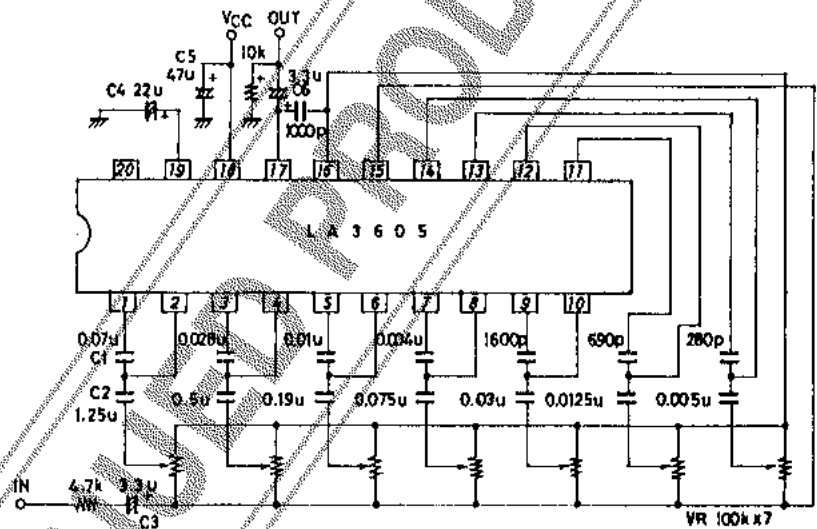 VCC OUT
C5
47u
+
10k
+
3.3u
C4 22u
+
+
C6
1000p
20 19 18 17 16 15 14 13 12 11
LA3605
1 2 3 4 5 6 7 8 9 10
0.07u
C1
0.028u
0.01u
0.004u
1600p
690p
280p
C2
1.25u
0.5u
0.19u
0.075u
0.03u
0.0125u
0.005u
IN
4.7k
3.3u
+
C3
VR 100k x 7
UED PROD